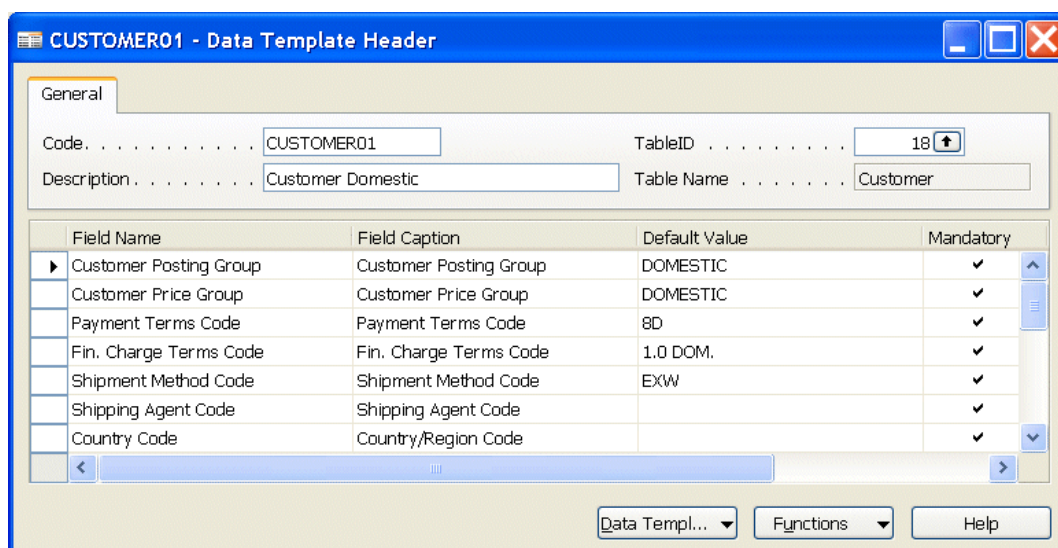 CUSTOMER01 - Data Template Header
General
Code. . . . . . . . . . . CUSTOMER01 TableID . . . . . . . . . 18
Description . . . . . . . . Customer Domestic Table Name . . . . . . . Customer
Field Name Field Caption Default Value Mandatory
Customer Posting Group Customer Posting Group DOMESTIC ✔
Customer Price Group Customer Price Group DOMESTIC ✔
Payment Terms Code Payment Terms Code 8D ✔
Fin. Charge Terms Code Fin. Charge Terms Code 1.0 DOM. ✔
Shipment Method Code Shipment Method Code EXW ✔
Shipping Agent Code Shipping Agent Code ✔
Country Code Country/Region Code ✔
Data Templ... Functions Help